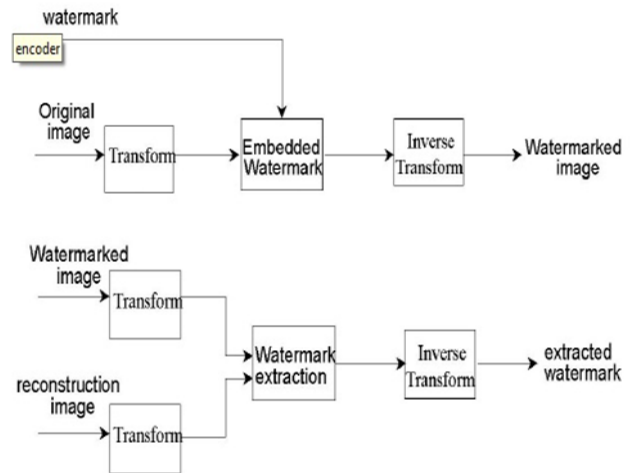 watermark
encoder
Original
image
Transform
Embedded
Watermark
Inverse
Transform
Watermarked
image
Watermarked
image
Transform
Watermark
extraction
Inverse
Transform
extracted
watermark
reconstruction
image
Transform